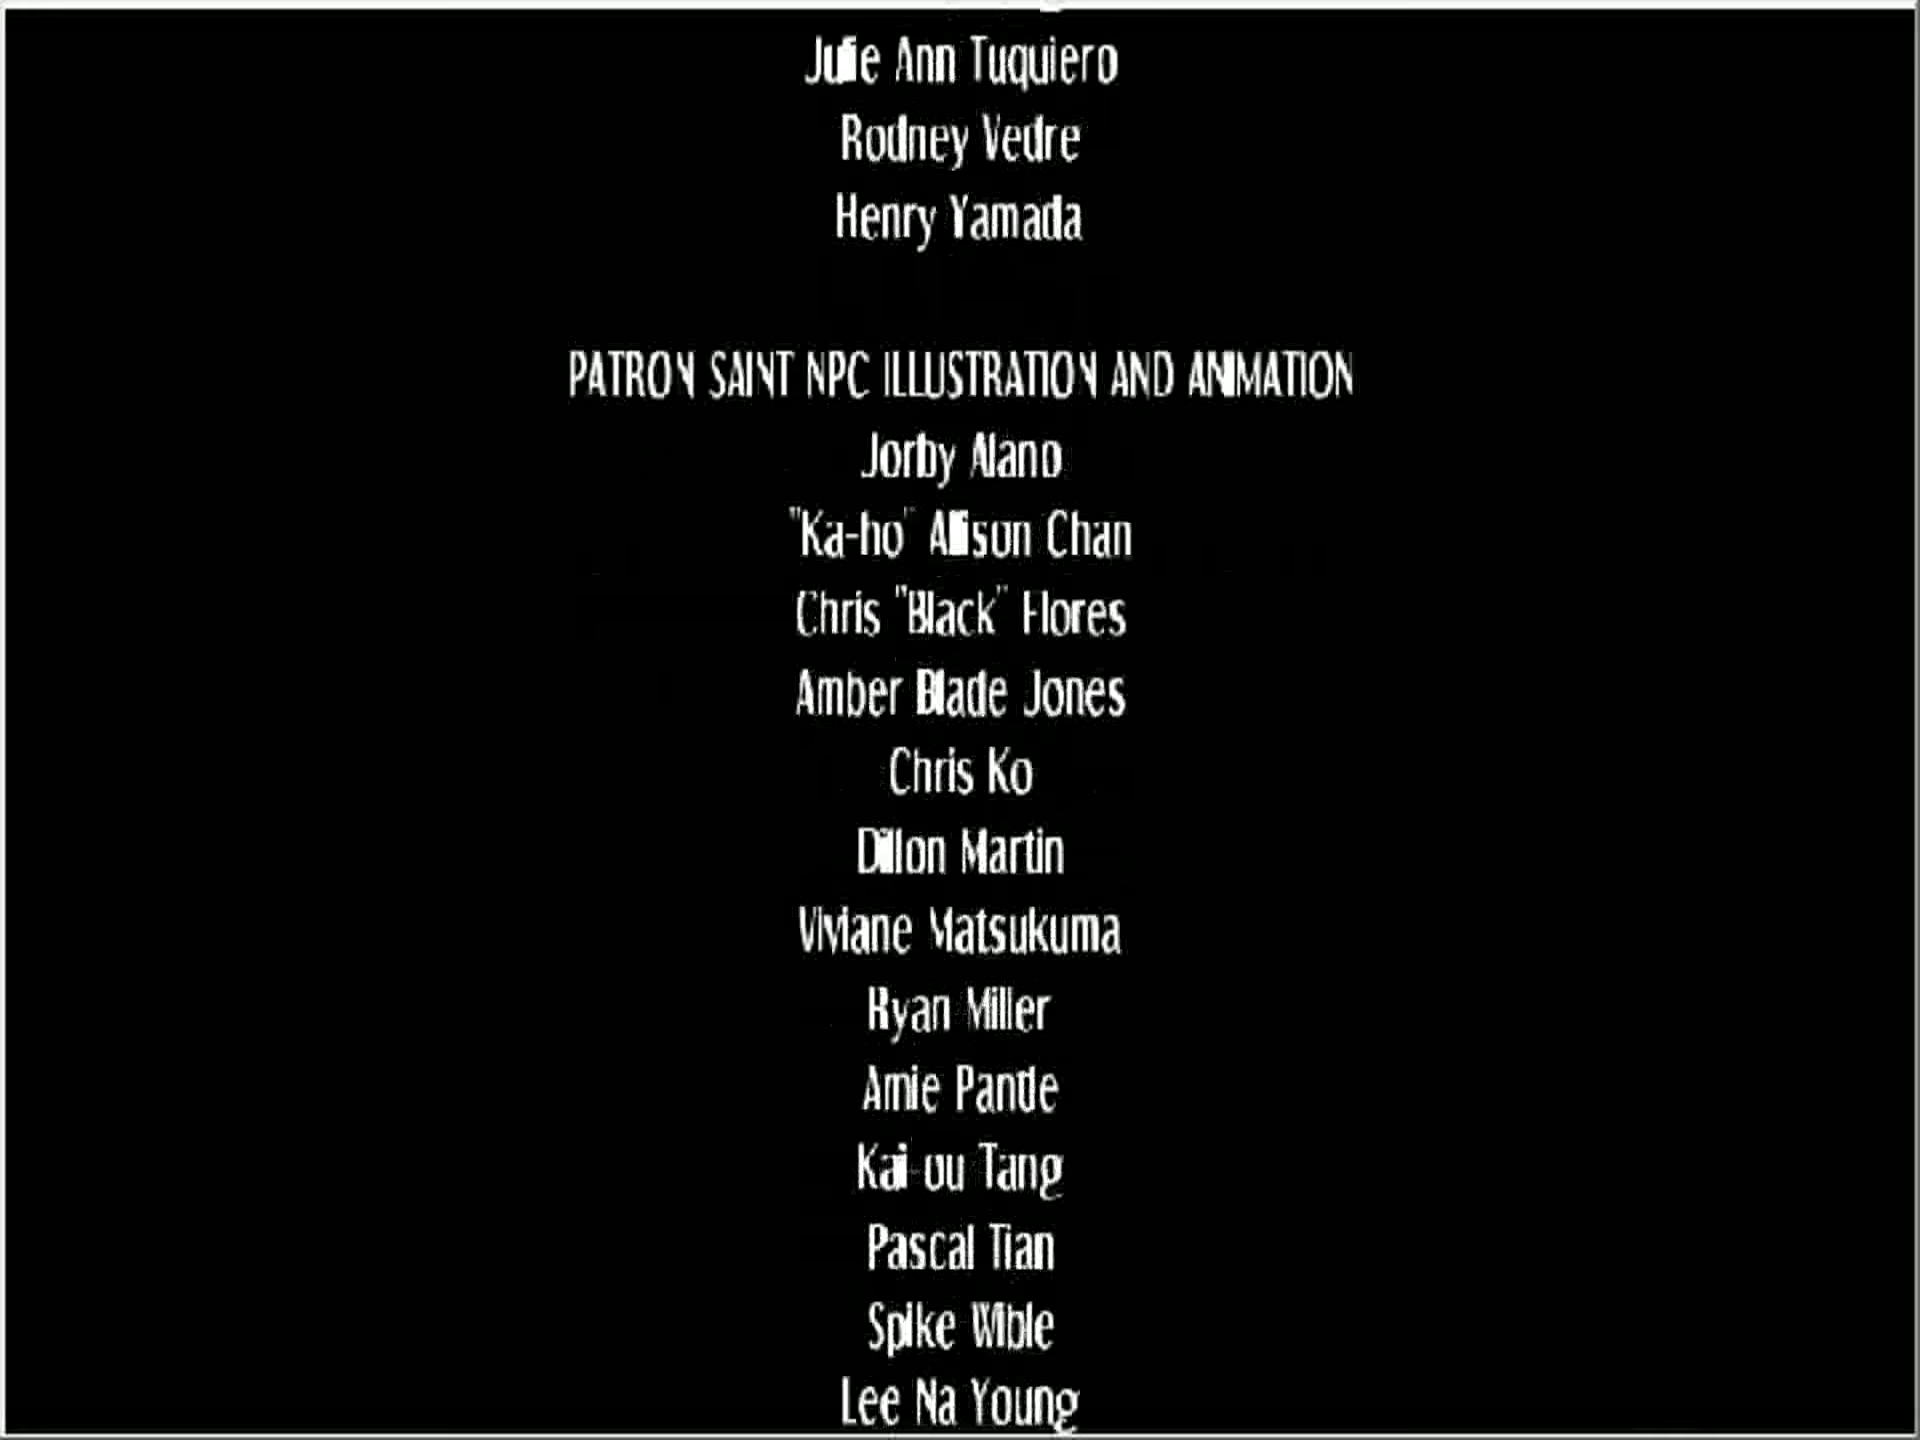 Julie Ann Tuquiero
Rodney Vedre
Henry Yamada
PATRON SAINT NPC ILLUSTRATION AND ANIMATION
Jorby Alano
"Ka-ho" Allison Chan
Chris "Black" Flores
Amber Blade Jones
Chris Ko
Dillon Martin
Viviane Matsukuma
Ryan Miller
Amie Pantle
Kai-ou Tang
Pascal Tian
Spike Wible
Lee Na Young